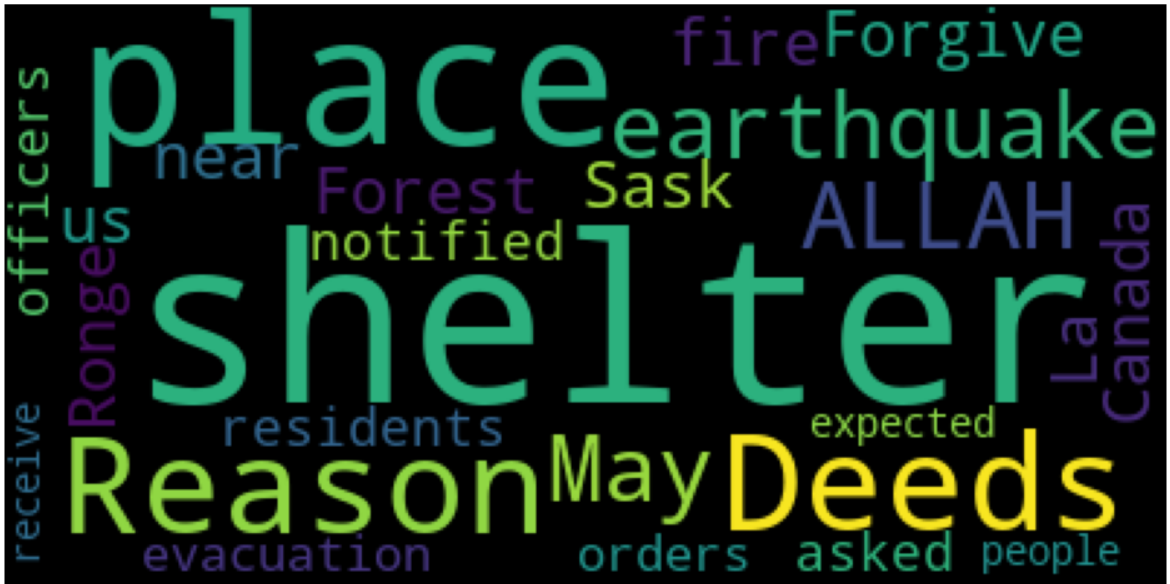 place
fire
Forgive
earthquake
officers
near
Forest
Sask
ALLAH
us
notified
Ronge
shelter
La
Canada
residents
expected
receive
Reason
May
Deeds
evacuation
orders
asked
people